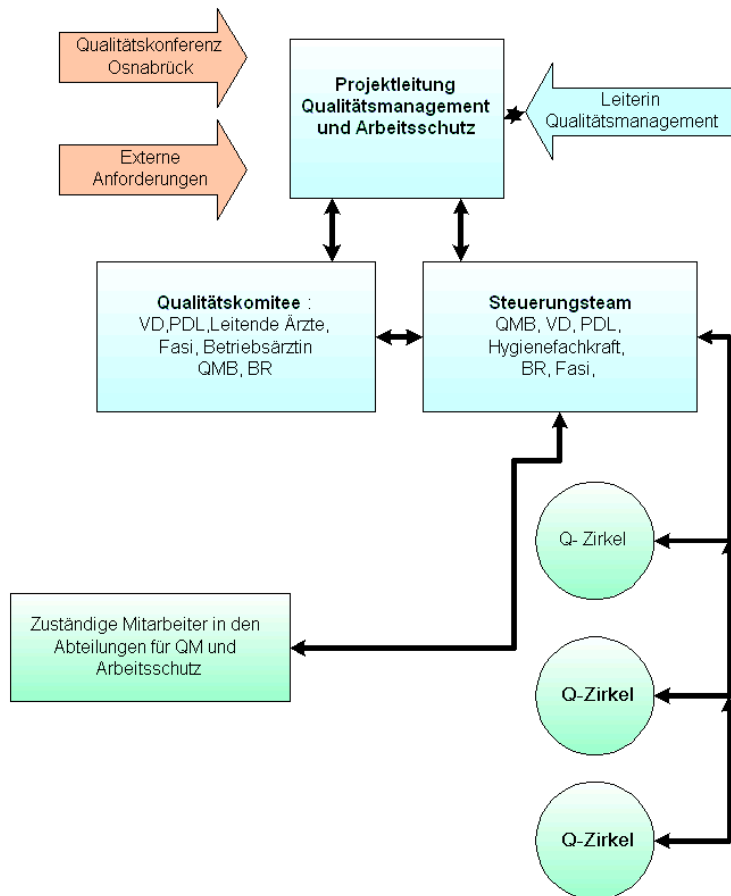 Qualitätskonferenz
Osnabrück
Projektleitung
Qualitätsmanagement
und Arbeitsschutz
Leiterin
Qualitätsmanagement
Externe
Anforderungen
Qualitätskomitee :
VD,PDL,Leitende Ärzte,
Fasi, Betriebsärztin
QMB, BR
Steuerungsteam
QMB, VD, PDL,
Hygienefachkraft,
BR, Fasi,
Q- Zirkel
Zuständige Mitarbeiter in den
Abteilungen für QM und
Arbeitsschutz
Q-Zirkel
Q-Zirkel